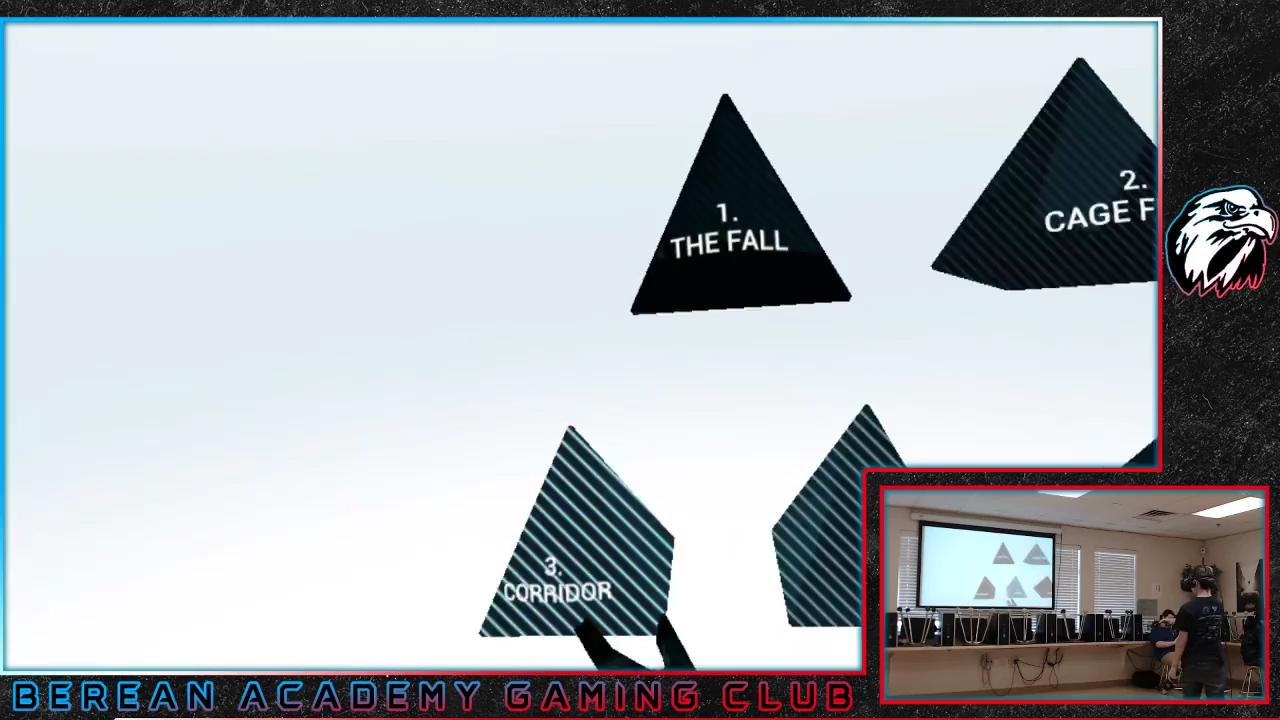 1.
THE FALL
2.
CAGE F
3.
CORRIDOR
BEREAN ACADEMY GAMING CLUB